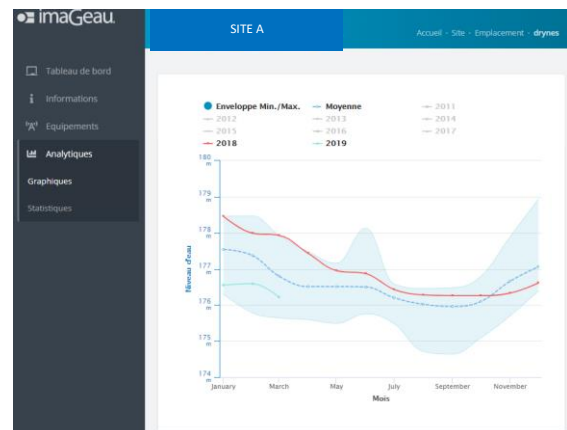 imaGeau.
SITE A
Accueil - Site - Emplacement - drynes
Tableau de bord
Informations
Equipements
Analytiques
Graphiques
Statistiques
Enveloppe Min./Max. Moyenne 2011
2012 2013 2014
2015 2016 2017
2018 2019
180 m
179 m
178 m
177 m
176 m
175 m
174 m
Niveau d'eau
January March May July September November
Mois